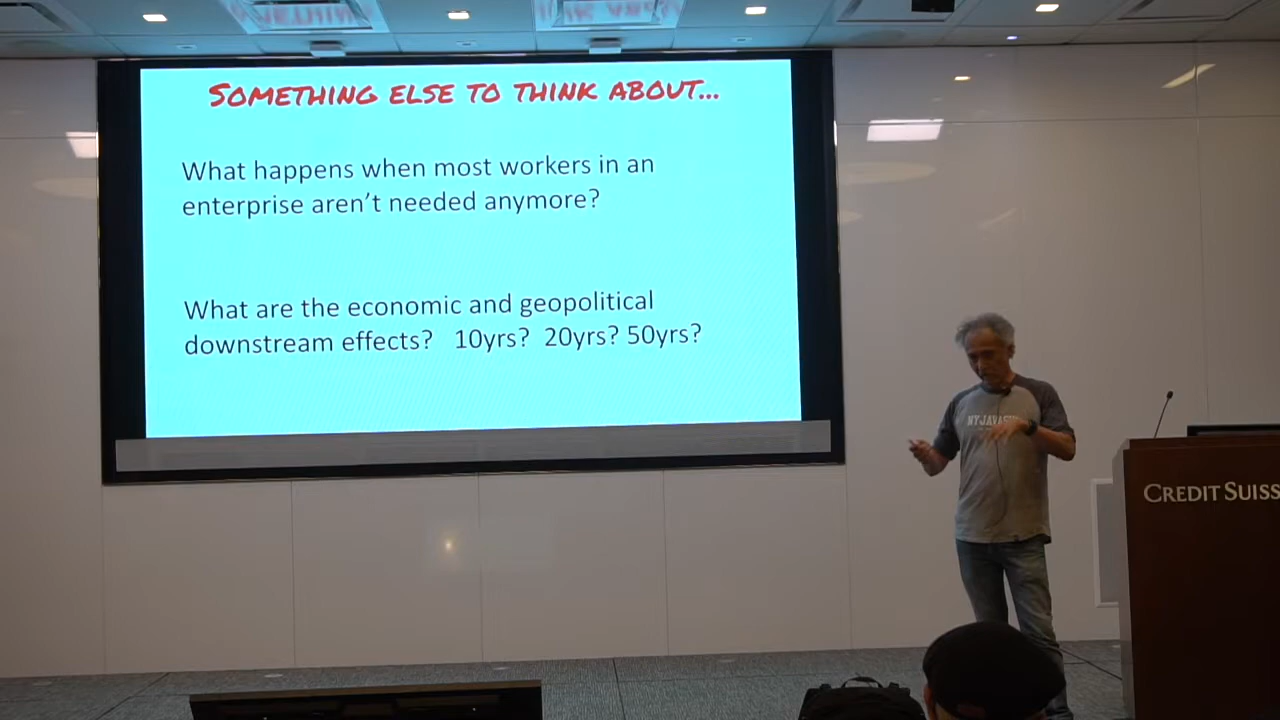 SOMETHING ELSE TO THINK ABOUT...
What happens when most workers in an
enterprise aren't needed anymore?
What are the economic and geopolitical
downstream effects? 10yrs? 20yrs? 50yrs?
CREDIT SUISS